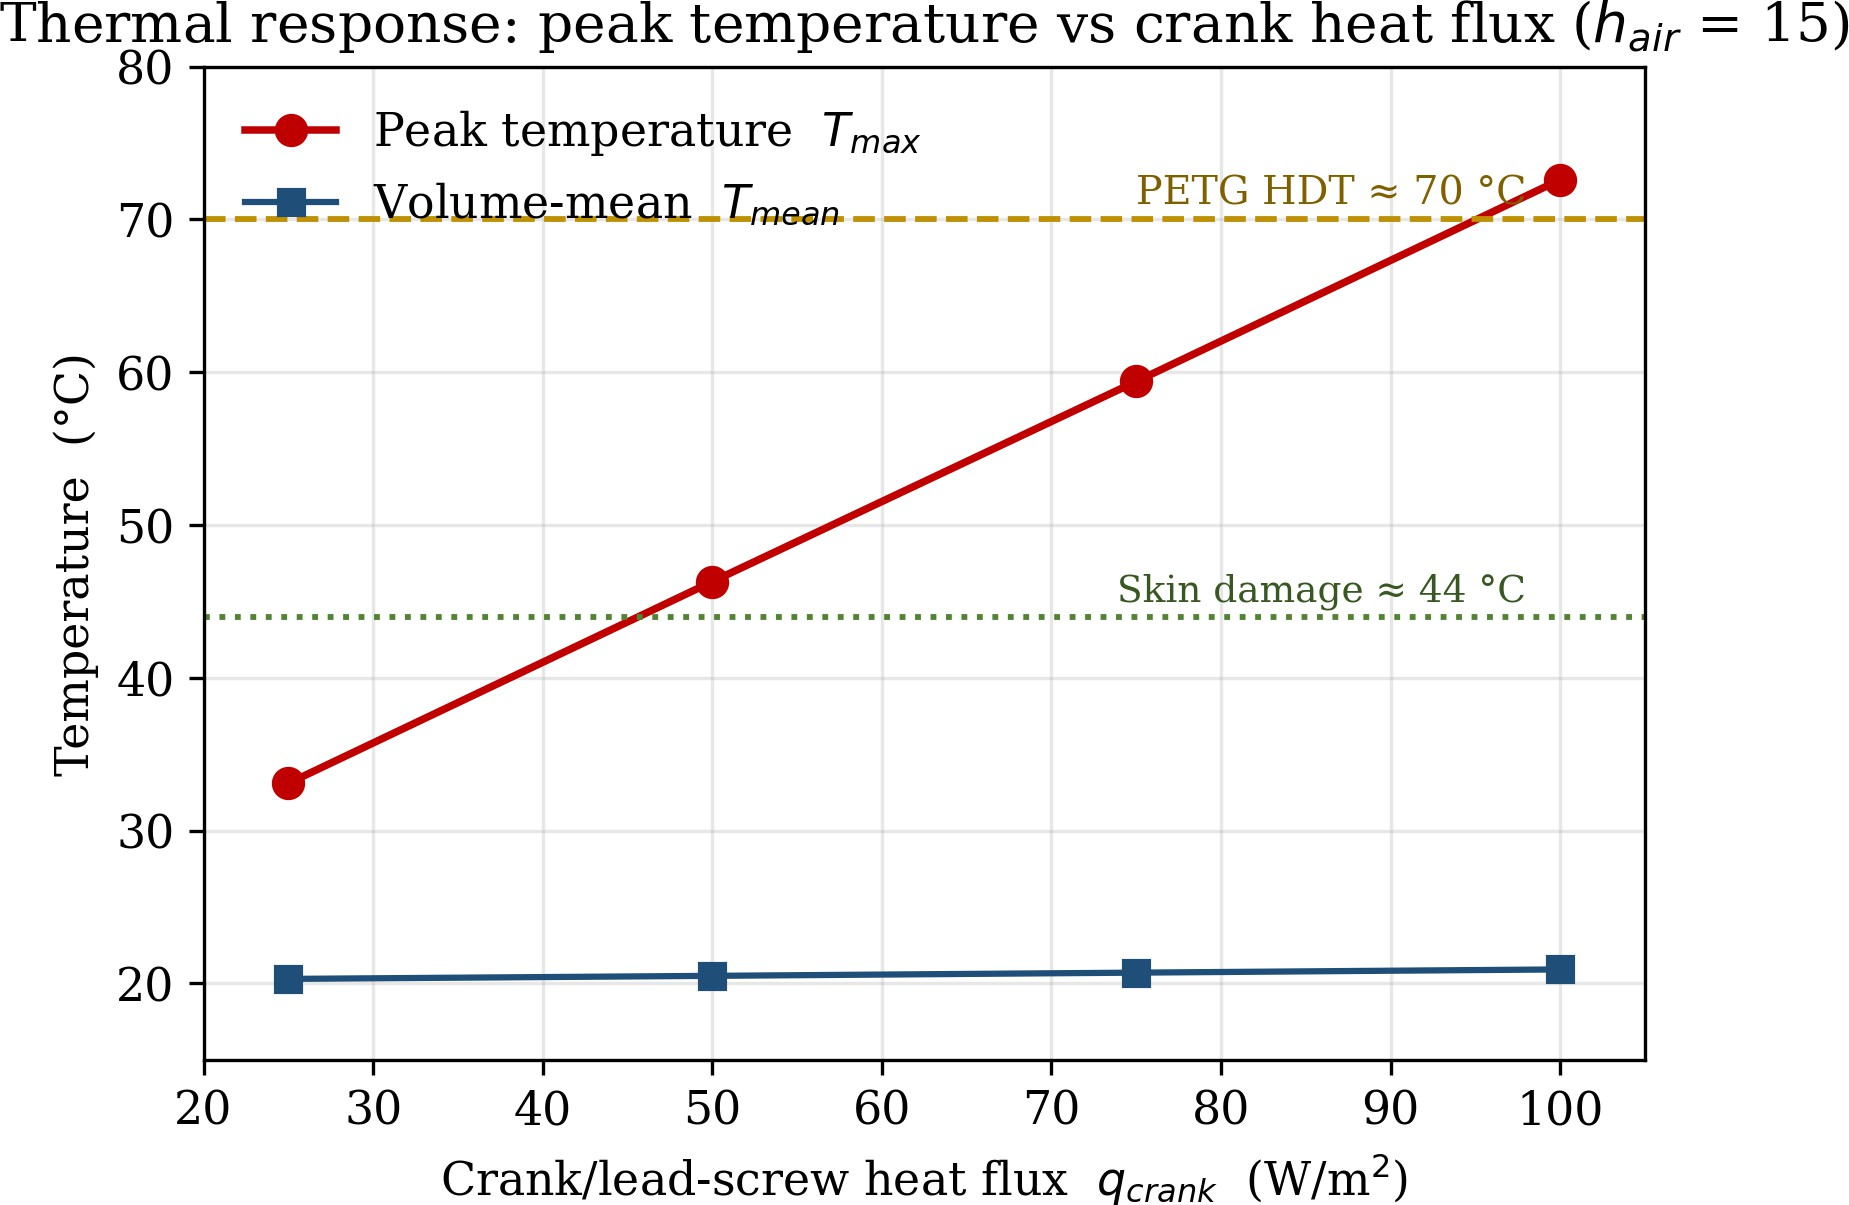 Thermal response: peak temperature vs crank heat flux (h_air = 15)
80
Peak temperature T_max
PETG HDT ≈ 70 °C
Volume-mean T_mean
70
60
50
Skin damage ≈ 44 °C
40
30
20
Temperature (°C)
20 30 40 50 60 70 80 90 100
Crank/lead-screw heat flux q_crank (W/m²)